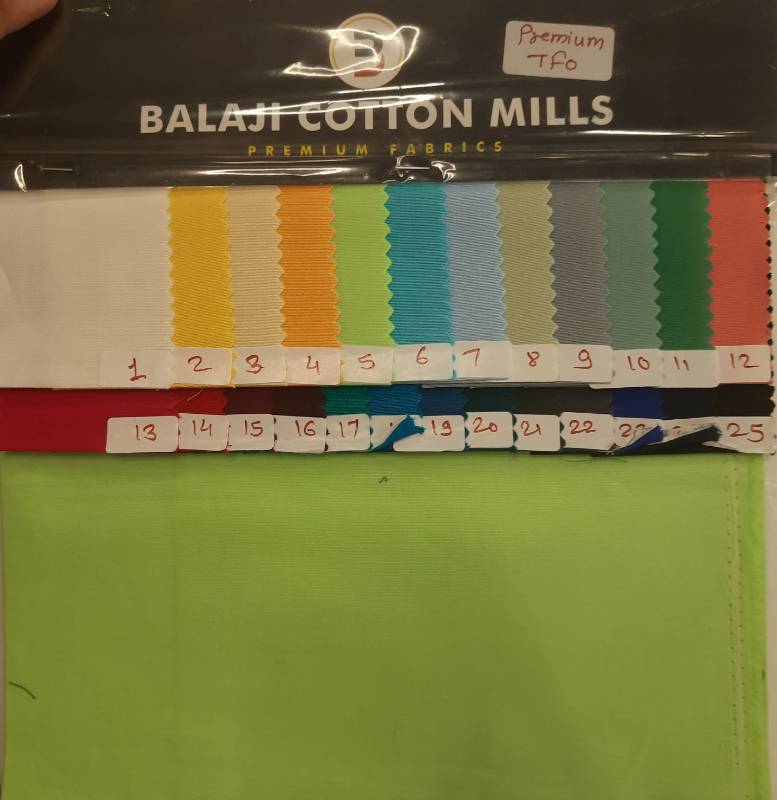 Premium
TFO
B
BALAJI COTTON MILLS
PREMIUM FABRICS
1 2 3 4 5 6 7 8 9 10 11 12
13 14 15 16 17 19 20 21 22 25